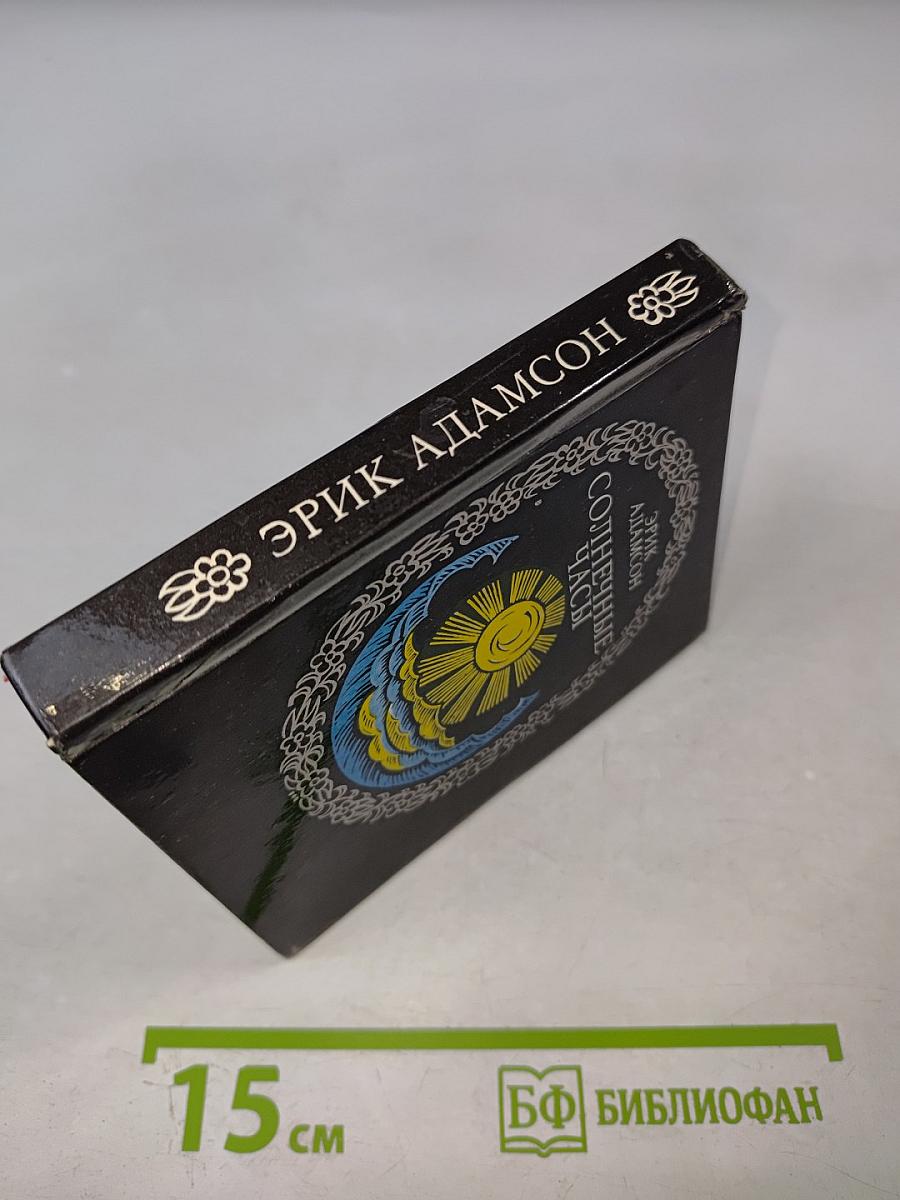 ЭРИК АДАМСОН
ЭРИК
АДАМСОН
СОЛНЕЧНЫЕ
ЧАСЫ
15 см
БФ БИБЛИОФАН